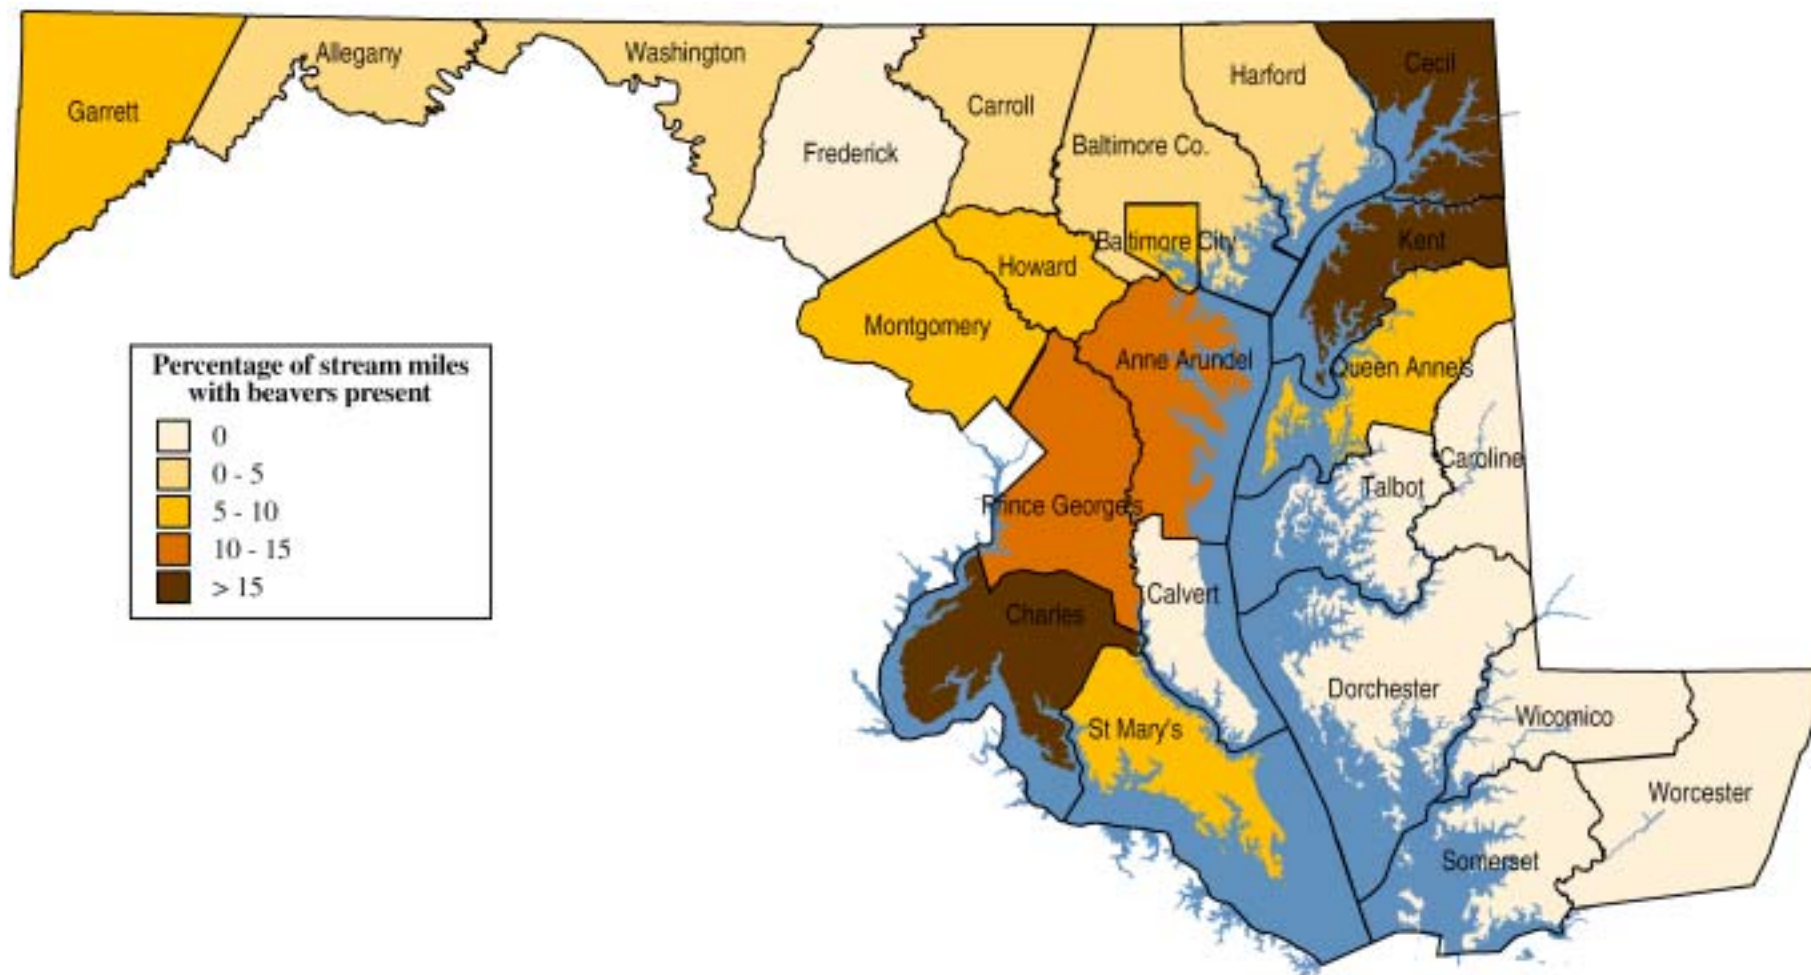 Allegany
Washington
Harford
Cecil
Garrett
Carroll
Frederick
Baltimore Co.
Baltimore City
Kent
Howard
Montgomery
Anne Arundel
Queen Anne's
Percentage of stream miles
with beavers present
0
0 - 5
5 - 10
10 - 15
> 15
Caroline
Talbot
Prince George's
Calvert
Charles
Dorchester
Wicomico
St Mary's
Worcester
Somerset